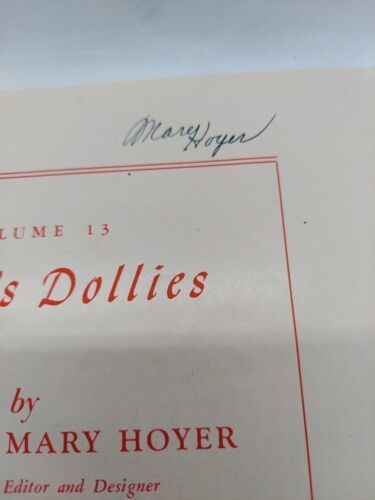 Mary Hoyer
LUME 13
's Dollies
by
MARY HOYER
Editor and Designer